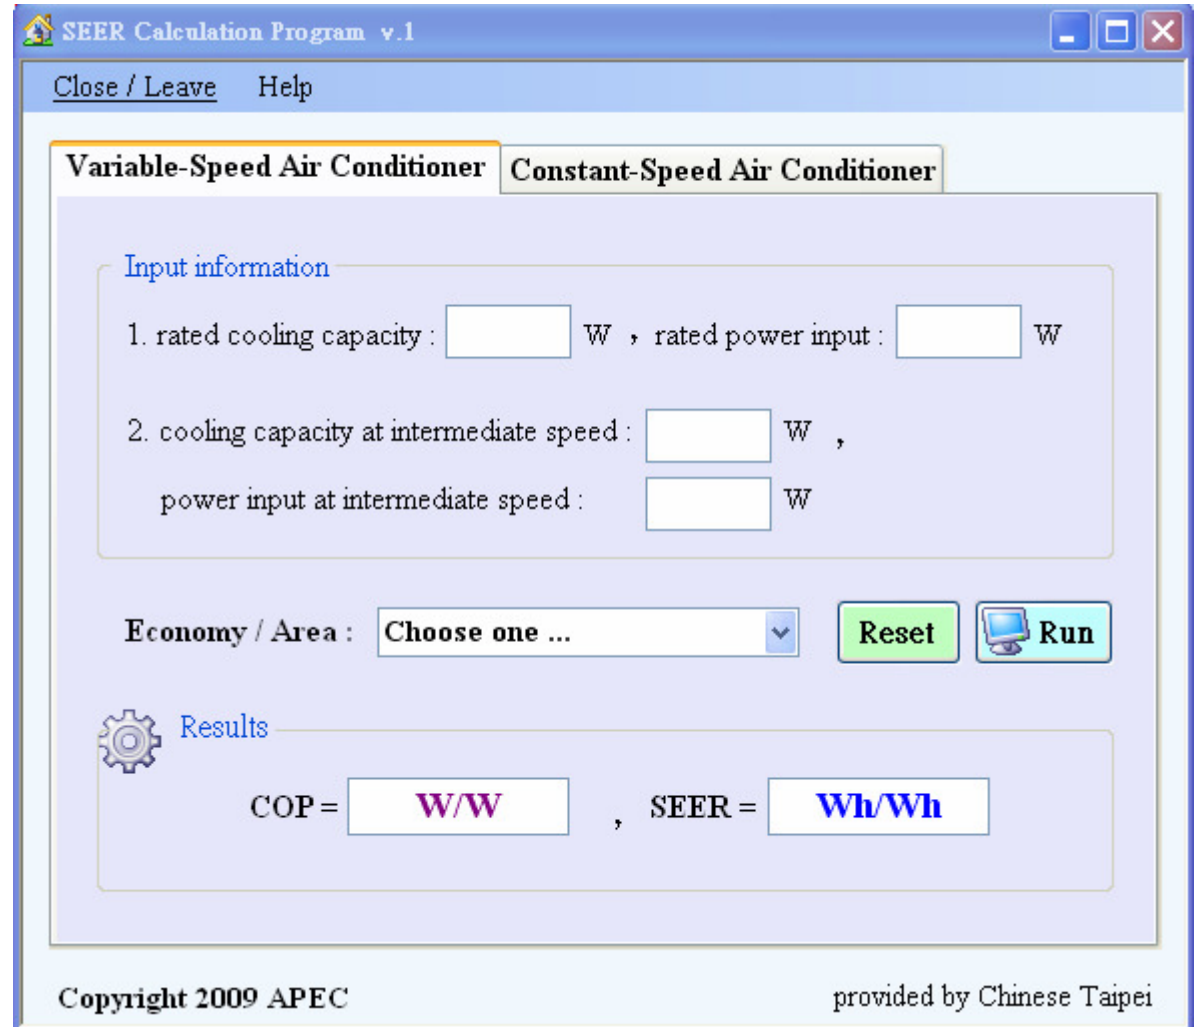 SEER Calculation Program v.1
Close / Leave Help
Variable-Speed Air Conditioner Constant-Speed Air Conditioner
Input information
1. rated cooling capacity : W , rated power input : W
2. cooling capacity at intermediate speed : W ,
power input at intermediate speed : W
Economy / Area : Choose one ... Reset Run
Results
COP = W/W , SEER = Wh/Wh
Copyright 2009 APEC provided by Chinese Taipei